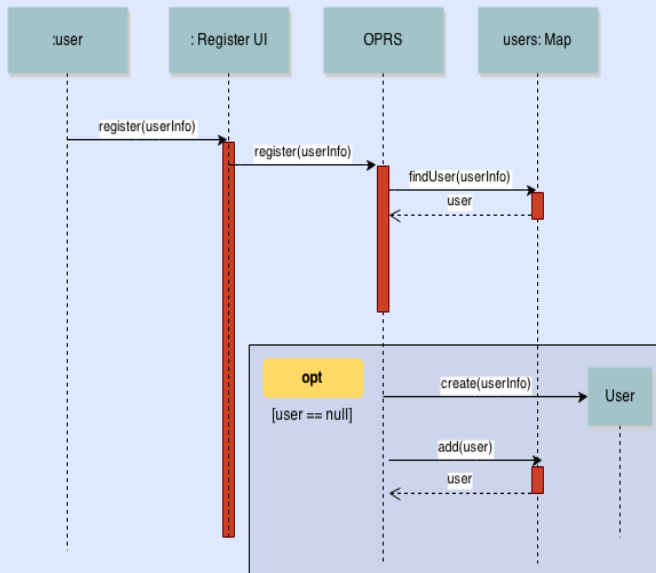 :user
: Register UI
OPRS
users: Map
register(userInfo)
register(userInfo)
findUser(userInfo)
user
opt
[user == null]
create(userInfo)
User
add(user)
user